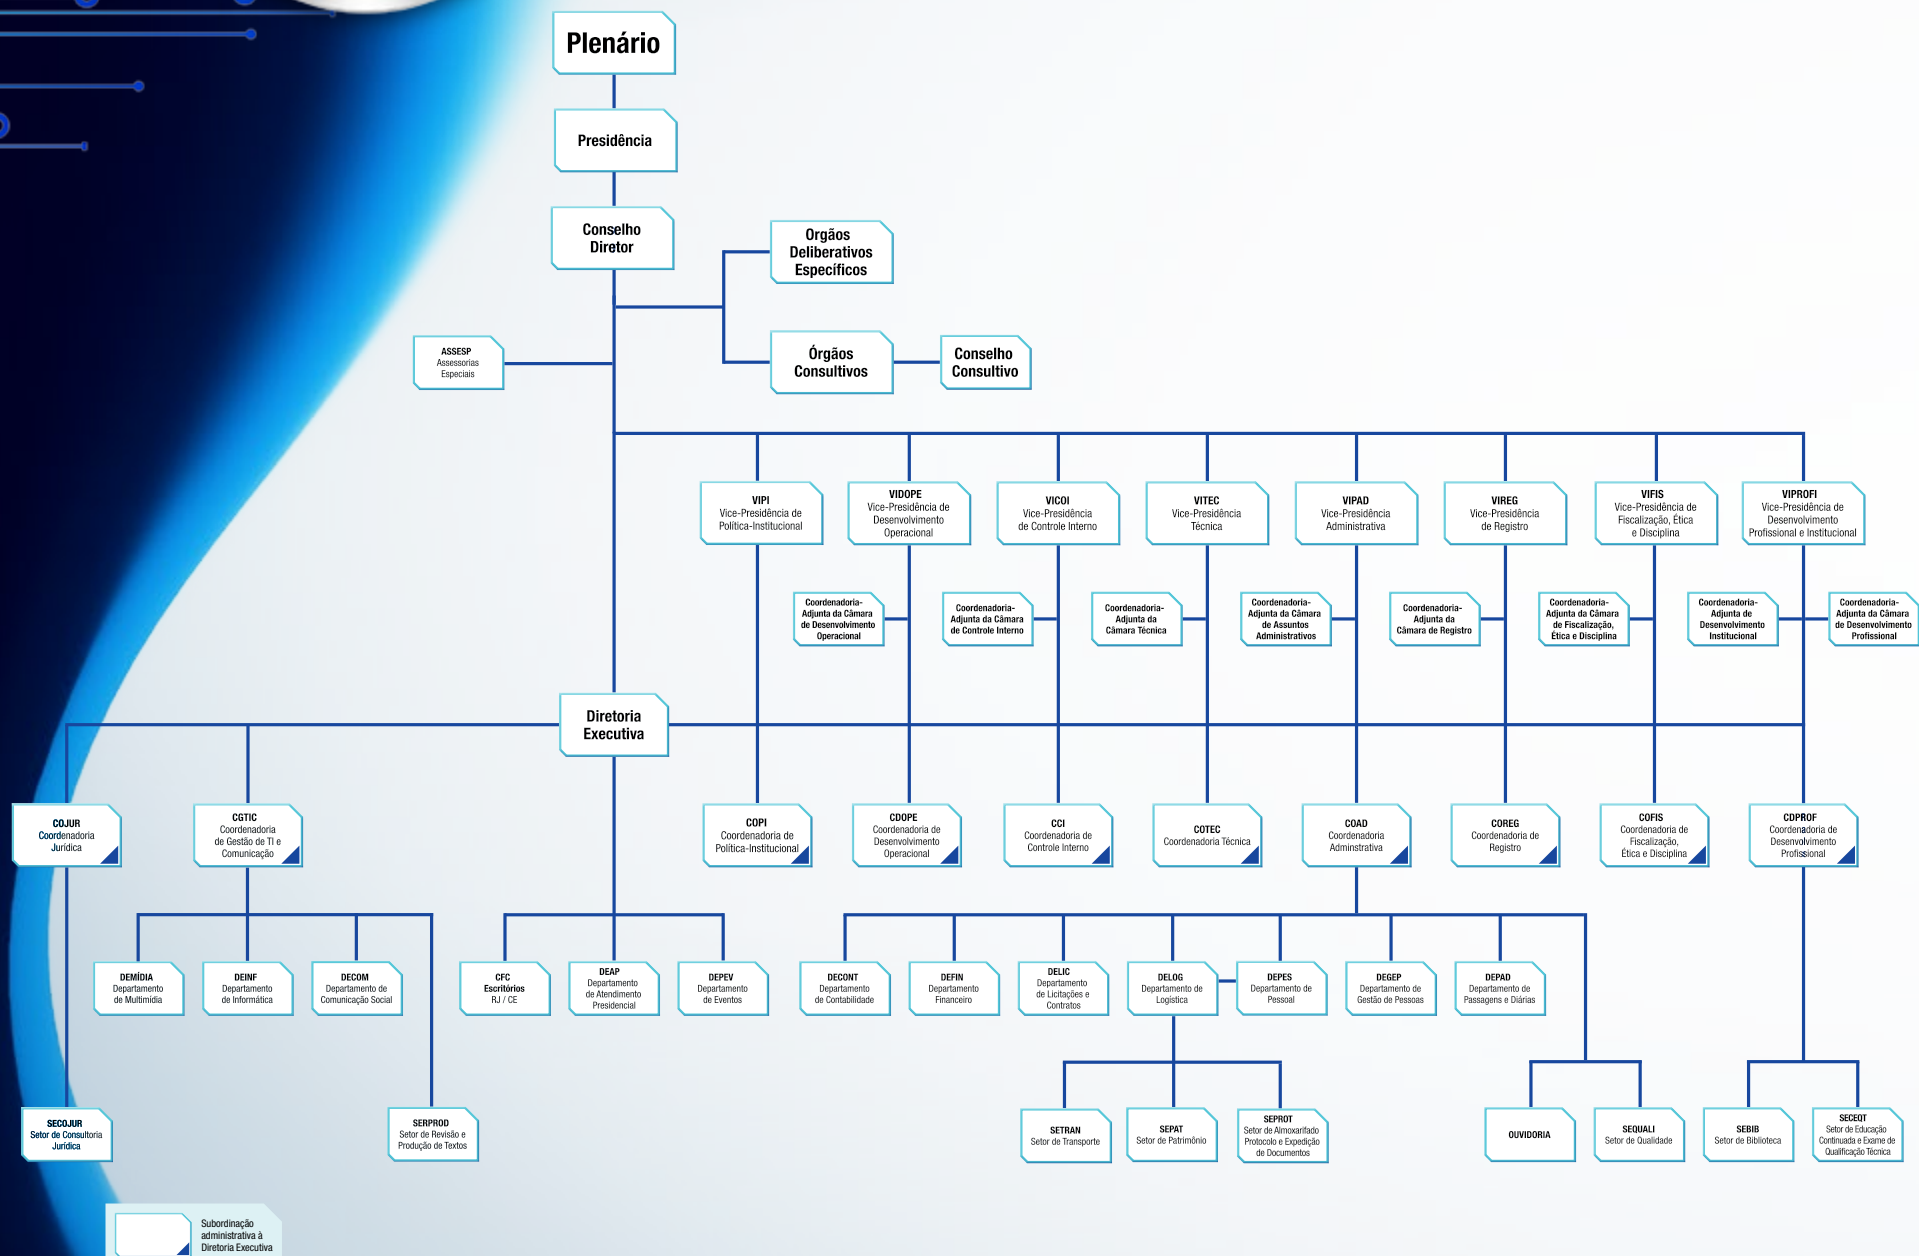 Plenário
Presidência
Conselho
Diretor
Orgãos
Deliberativos
Específicos
ASSESP
Assessorias
Especiais
Órgãos
Consultivos
Conselho
Consultivo
VIPI
Vice-Presidência de
Política-Institucional
VIDOPE
Vice-Presidência de
Desenvolvimento
Operacional
VICOI
Vice-Presidência
de Controle Interno
VITEC
Vice-Presidência
Técnica
VIPAD
Vice-Presidência
Administrativa
VIREG
Vice-Presidência
de Registro
VIFIS
Vice-Presidência de
Fiscalização, Ética
e Disciplina
VIPROFI
Vice-Presidência de
Desenvolvimento
Profissional e Institucional
Coordenadoria-
Adjunta da Câmara
de Desenvolvimento
Operacional
Coordenadoria-
Adjunta da Câmara
de Controle Interno
Coordenadoria-
Adjunta da
Câmara Técnica
Coordenadoria-
Adjunta da Câmara
de Assuntos
Administrativos
Coordenadoria-
Adjunta da
Câmara de Registro
Coordenadoria-
Adjunta da Câmara
de Fiscalização,
Ética e Disciplina
Coordenadoria-
Adjunta de
Desenvolvimento
Institucional
Coordenadoria-
Adjunta da Câmara
de Desenvolvimento
Profissional
Diretoria
Executiva
COJUR
Coordenadoria
Jurídica
CGTIC
Coordenadoria
de Gestão de TI e
Comunicação
COPI
Coordenadoria de
Política-Institucional
CDOPE
Coordenadoria de
Desenvolvimento
Operacional
CCI
Coordenadoria de
Controle Interno
COTEC
Coordenadoria Técnica
COAD
Coordenadoria
Adminstrativa
COREG
Coordenadoria de
Registro
COFIS
Coordenadoria de
Fiscalização,
Ética e Disciplina
CDPROF
Coordenadoria de
Desenvolvimento
Profissional
DEMÍDIA
Departamento
de Multimídia
DEINF
Departamento
de Informática
DECOM
Departamento de
Comunicação Social
CFC
Escritórios
RJ / CE
DEAP
Departamento
de Atendimento
Presidencial
DEPEV
Departamento
de Eventos
DECONT
Departamento
de Contabilidade
DEFIN
Departamento
Financeiro
DELIC
Departamento
de Licitações e
Contratos
DELOG
Departamento de
Logística
DEPES
Departamento de
Pessoal
DEGEP
Departamento de
Gestão de Pessoas
DEPAD
Departamento de
Passagens e Diárias
SECOJUR
Setor de Consultoria
Jurídica
SERPROD
Setor de Revisão e
Produção de Textos
SETRAN
Setor de Transporte
SEPAT
Setor de Patrimônio
SEPROT
Setor de Almoxarifado
Protocolo e Expedição
de Documentos
OUVIDORIA
SEQUALI
Setor de Qualidade
SEBIB
Setor de Biblioteca
SECEQT
Setor de Educação
Continuada e Exame de
Qualificação Técnica
Subordinação
administrativa à
Diretoria Executiva